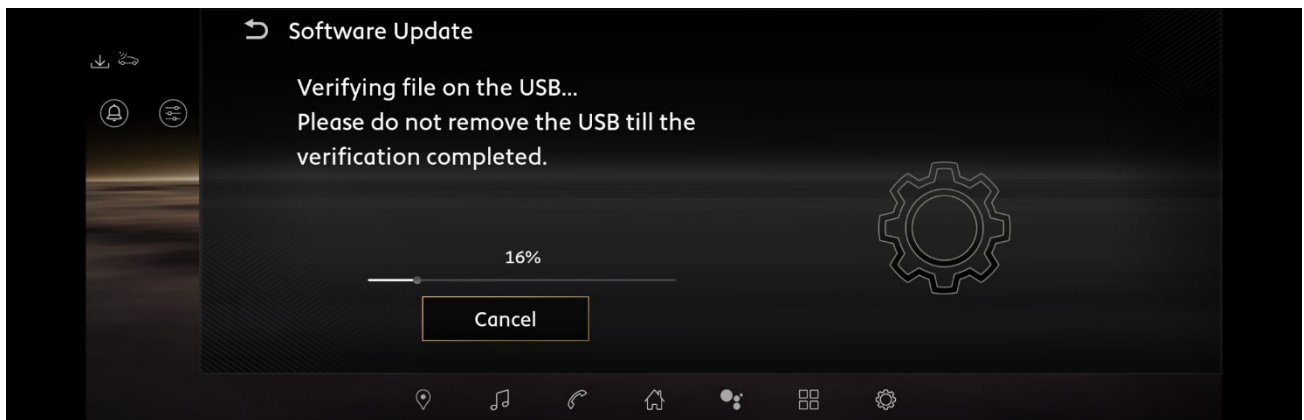 Software Update
Verifying file on the USB...
Please do not remove the USB till the
verification completed.
16%
Cancel